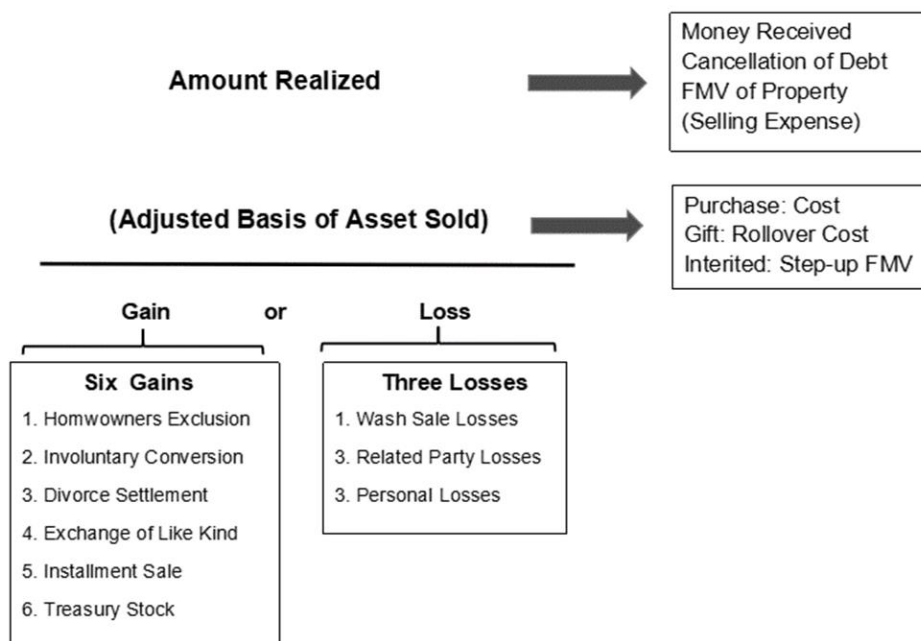 Amount Realized
Money Received
Cancellation of Debt
FMV of Property
(Selling Expense)
(Adjusted Basis of Asset Sold)
Purchase: Cost
Gift: Rollover Cost
Interited: Step-up FMV
Gain or Loss
Six Gains
1. Homwowners Exclusion
2. Involuntary Conversion
3. Divorce Settlement
4. Exchange of Like Kind
5. Installment Sale
6. Treasury Stock
Three Losses
1. Wash Sale Losses
3. Related Party Losses
3. Personal Losses